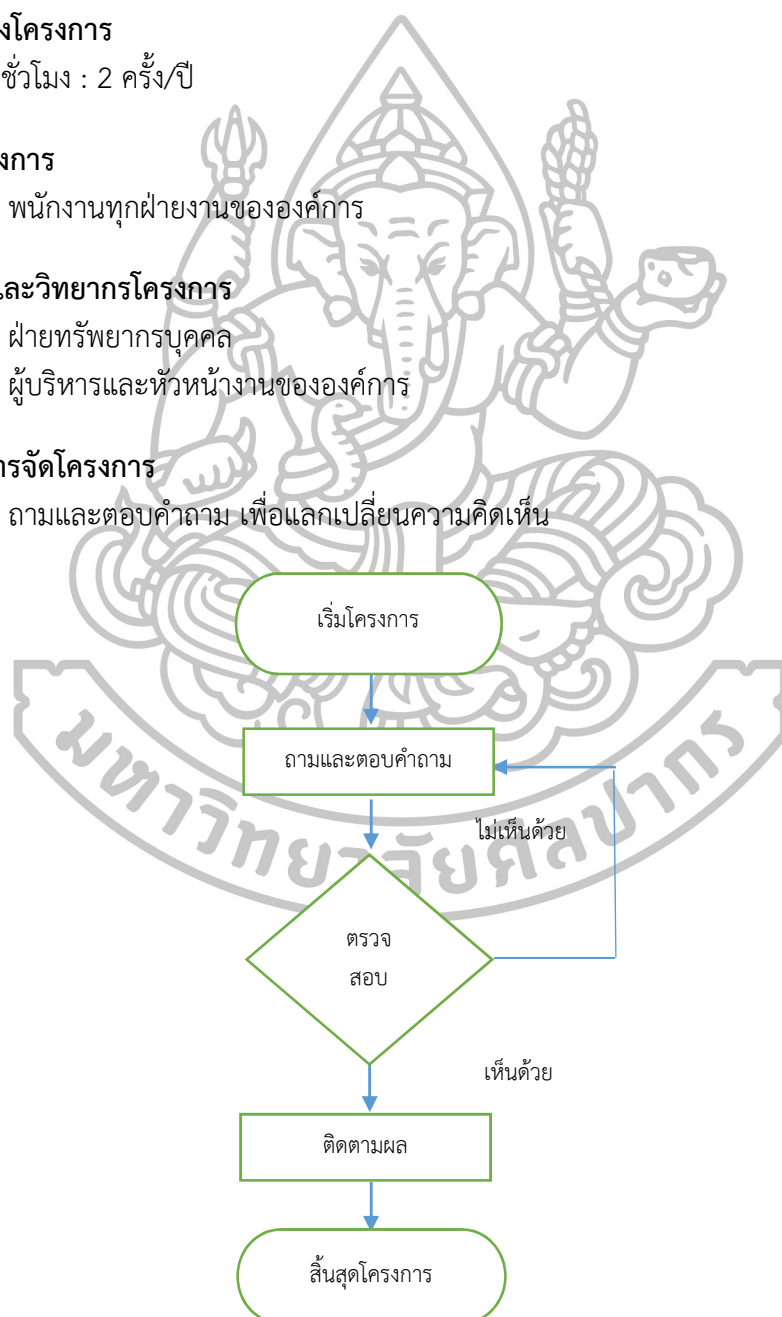 งโครงการ
ชั่วโมง : 2 ครั้ง/ปี
งการ
พนักงานทุกฝ่ายงานขององค์การ
ละวิทยากรโครงการ
ฝ่ายทรัพยากรบุคคล
ผู้บริหารและหัวหน้างานขององค์การ
ารจัดโครงการ
ถามและตอบคำถาม เพื่อแลกเปลี่ยนความคิดเห็น
เริ่มโครงการ
ถามและตอบคำถาม
ไม่เห็นด้วย
ตรวจ
สอบ
เห็นด้วย
ติดตามผล
สิ้นสุดโครงการ
มหาวิทยาลัยศิลปากร